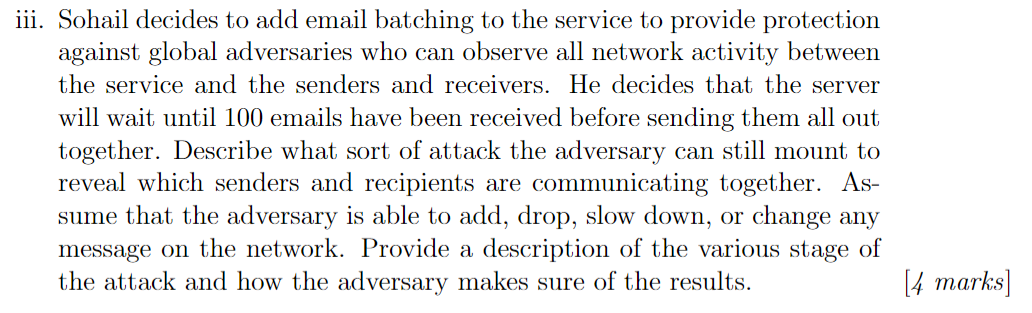 iii. Sohail decides to add email batching to the service to provide protection
against global adversaries who can observe all network activity between
the service and the senders and receivers. He decides that the server
will wait until 100 emails have been received before sending them all out
together. Describe what sort of attack the adversary can still mount to
reveal which senders and recipients are communicating together. As-
sume that the adversary is able to add, drop, slow down, or change any
message on the network. Provide a description of the various stage of
the attack and how the adversary makes sure of the results. [4 marks]